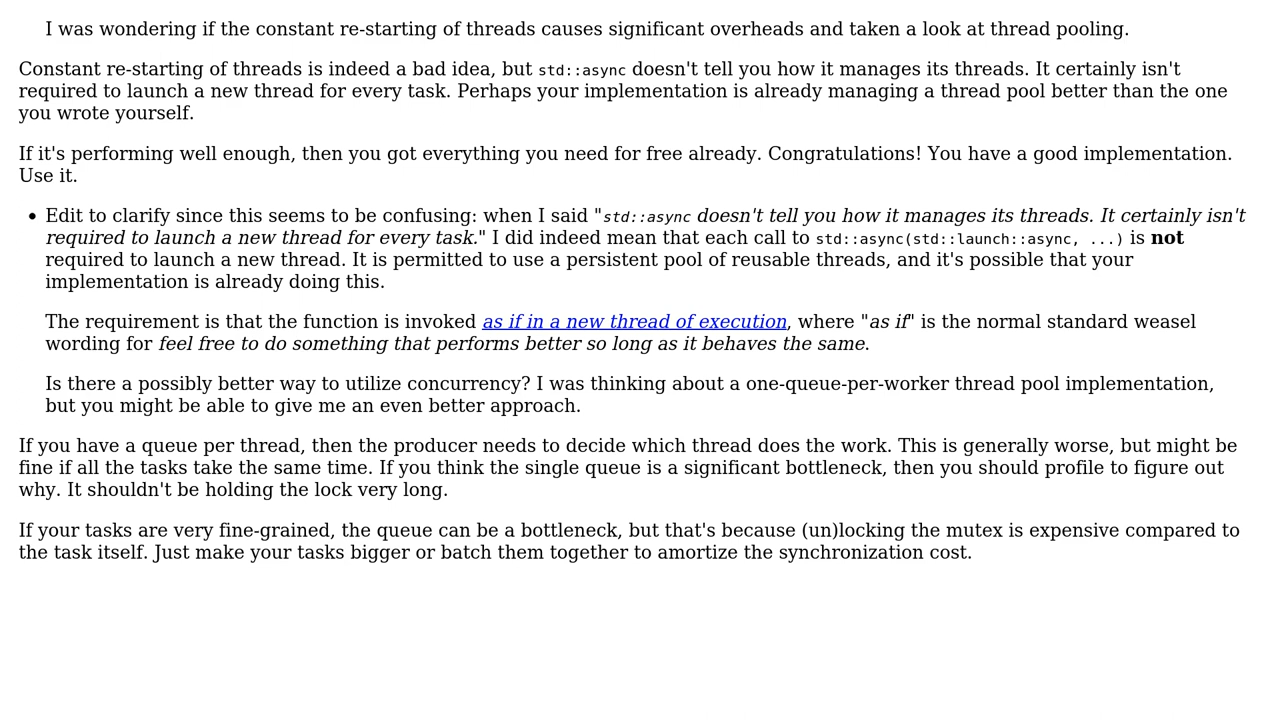 I was wondering if the constant re-starting of threads causes significant overheads and taken a look at thread pooling.
Constant re-starting of threads is indeed a bad idea, but std::async doesn't tell you how it manages its threads. It certainly isn't
required to launch a new thread for every task. Perhaps your implementation is already managing a thread pool better than the one
you wrote yourself.
If it's performing well enough, then you got everything you need for free already. Congratulations! You have a good implementation.
Use it.
• Edit to clarify since this seems to be confusing: when I said "std::async doesn't tell you how it manages its threads. It certainly isn't
required to launch a new thread for every task." I did indeed mean that each call to std::async(std::launch::async, ...) is not
required to launch a new thread. It is permitted to use a persistent pool of reusable threads, and it's possible that your
implementation is already doing this.
The requirement is that the function is invoked as if in a new thread of execution, where "as if" is the normal standard weasel
wording for feel free to do something that performs better so long as it behaves the same.
Is there a possibly better way to utilize concurrency? I was thinking about a one-queue-per-worker thread pool implementation,
but you might be able to give me an even better approach.
If you have a queue per thread, then the producer needs to decide which thread does the work. This is generally worse, but might be
fine if all the tasks take the same time. If you think the single queue is a significant bottleneck, then you should profile to figure out
why. It shouldn't be holding the lock very long.
If your tasks are very fine-grained, the queue can be a bottleneck, but that's because (un)locking the mutex is expensive compared to
the task itself. Just make your tasks bigger or batch them together to amortize the synchronization cost.